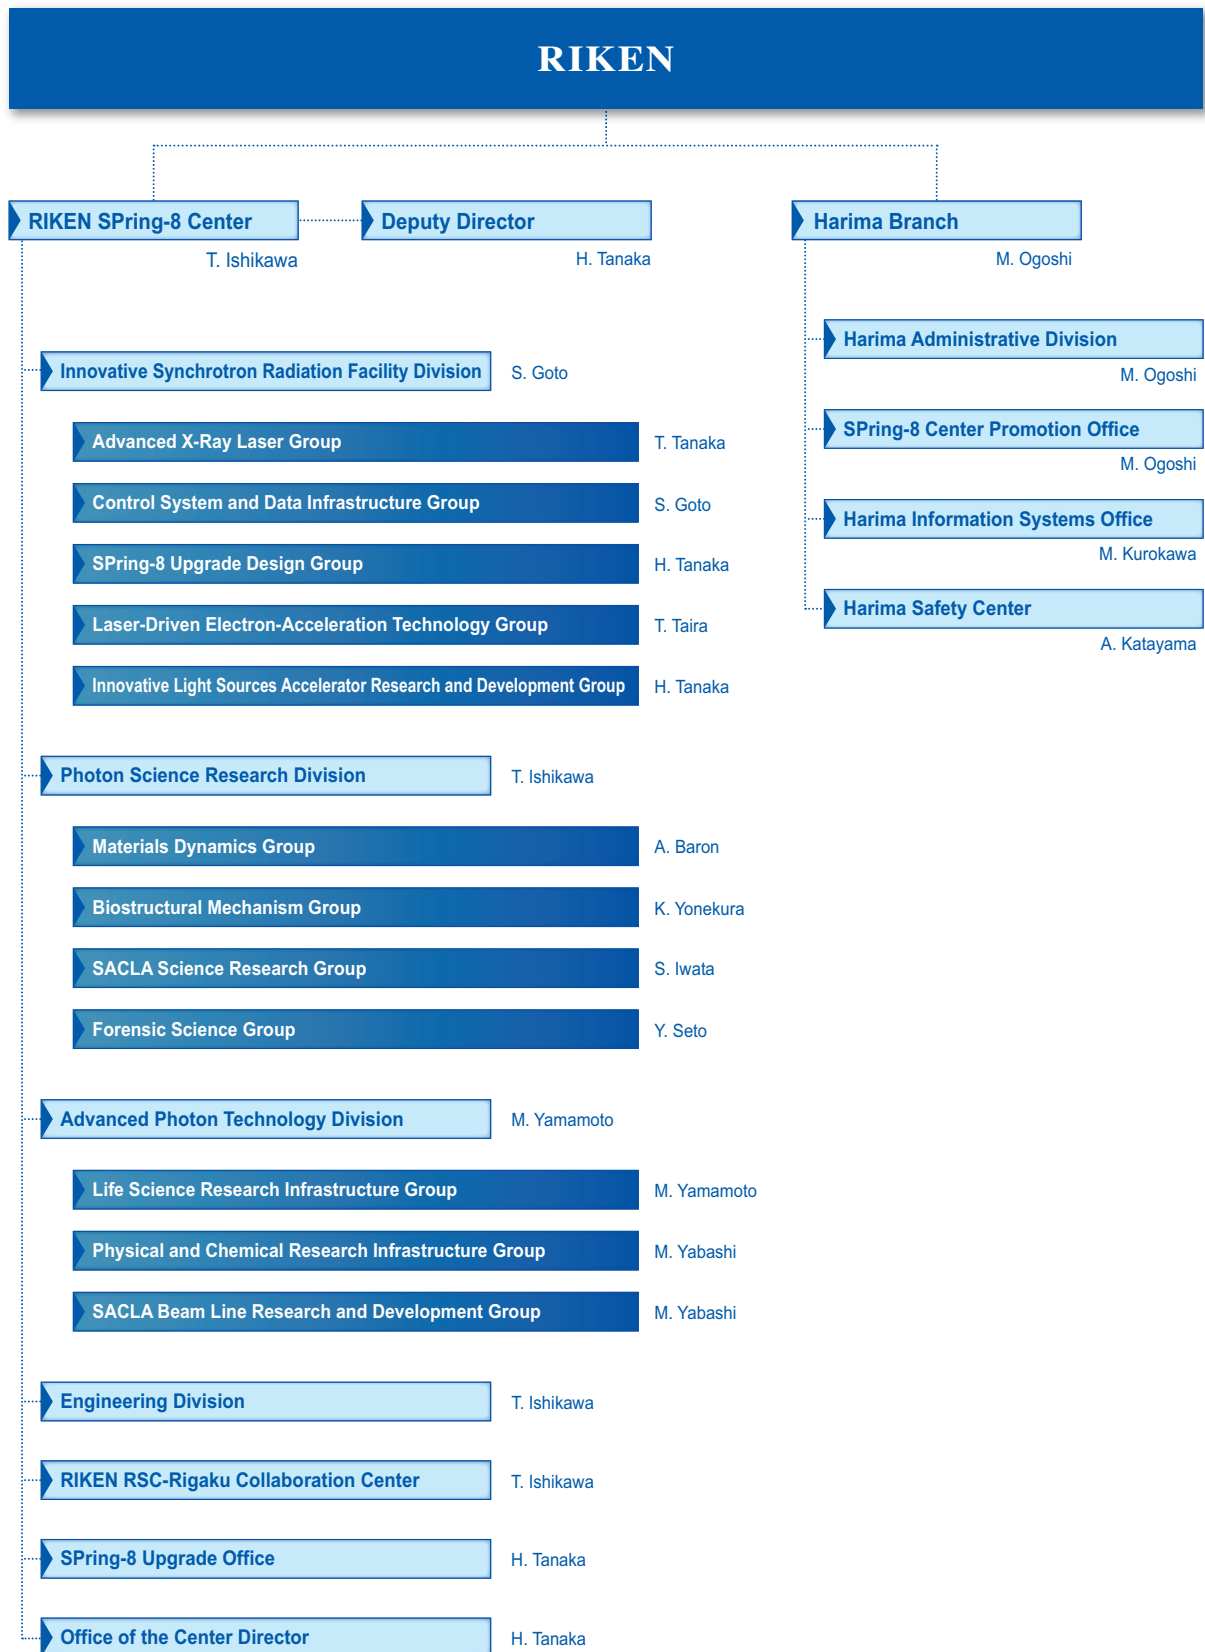 RIKEN
RIKEN SPring-8 Center
T. Ishikawa
Deputy Director
H. Tanaka
Innovative Synchrotron Radiation Facility Division
S. Goto
Advanced X-Ray Laser Group
T. Tanaka
Control System and Data Infrastructure Group
S. Goto
SPring-8 Upgrade Design Group
H. Tanaka
Laser-Driven Electron-Acceleration Technology Group
T. Taira
Innovative Light Sources Accelerator Research and Development Group
H. Tanaka
Photon Science Research Division
T. Ishikawa
Materials Dynamics Group
A. Baron
Biostructural Mechanism Group
K. Yonekura
SACLA Science Research Group
S. Iwata
Forensic Science Group
Y. Seto
Advanced Photon Technology Division
M. Yamamoto
Life Science Research Infrastructure Group
M. Yamamoto
Physical and Chemical Research Infrastructure Group
M. Yabashi
SACLA Beam Line Research and Development Group
M. Yabashi
Engineering Division
T. Ishikawa
RIKEN RSC-Rigaku Collaboration Center
T. Ishikawa
SPring-8 Upgrade Office
H. Tanaka
Office of the Center Director
H. Tanaka
Harima Branch
M. Ogoshi
Harima Administrative Division
M. Ogoshi
SPring-8 Center Promotion Office
M. Ogoshi
Harima Information Systems Office
M. Kurokawa
Harima Safety Center
A. Katayama